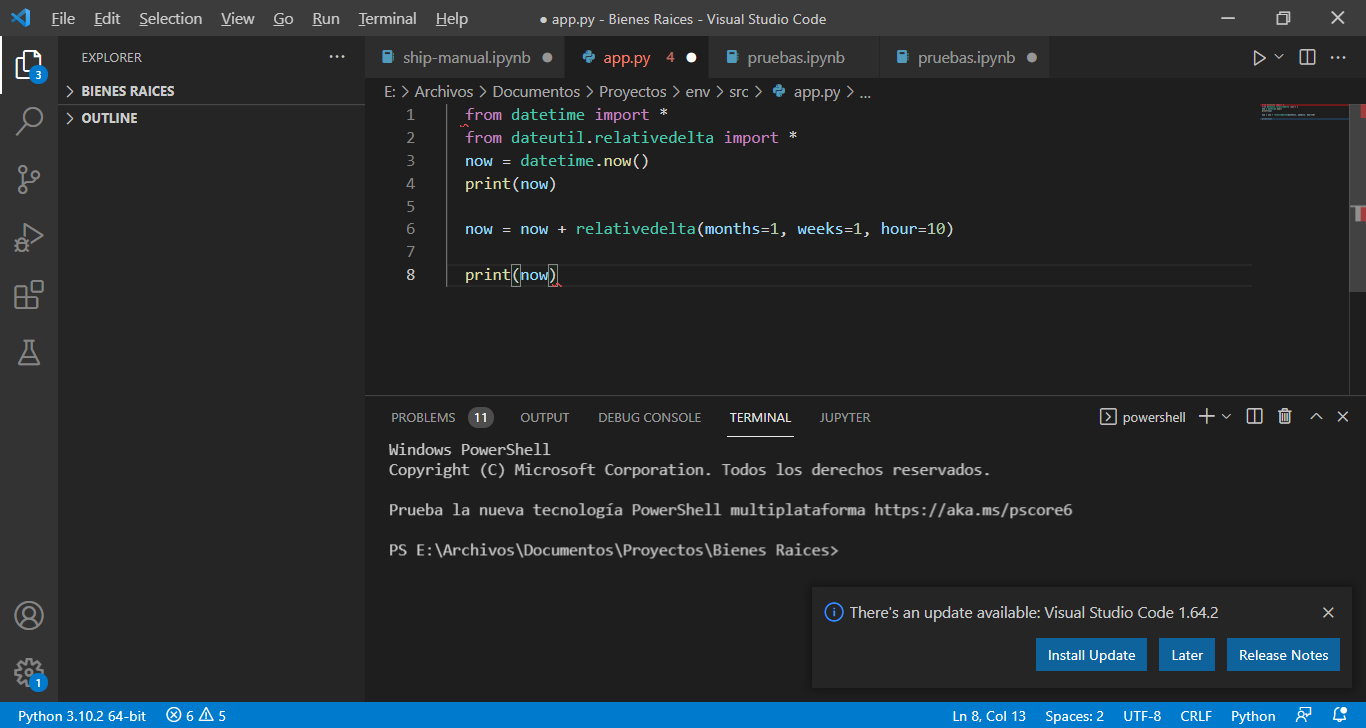 File Edit Selection View Go Run Terminal Help ● app.py - Bienes Raices - Visual Studio Code
EXPLORER ···
BIENES RAICES
OUTLINE
3
1
ship-manual.ipynb ● app.py 4 ● pruebas.ipynb pruebas.ipynb ●
E: > Archivos > Documentos > Proyectos > env > src > app.py > ...
1 from datetime import *
2 from dateutil.relativedelta import *
3 now = datetime.now()
4 print(now)
5
6 now = now + relativedelta(months=1, weeks=1, hour=10)
7
8 print(now)
PROBLEMS 11 OUTPUT DEBUG CONSOLE TERMINAL JUPYTER powershell
Windows PowerShell
Copyright (C) Microsoft Corporation. Todos los derechos reservados.
Prueba la nueva tecnología PowerShell multiplataforma https://aka.ms/pscore6
PS E:\Archivos\Documentos\Proyectos\Bienes Raices>
There's an update available: Visual Studio Code 1.64.2
Install Update Later Release Notes
Python 3.10.2 64-bit 6 5 Ln 8, Col 13 Spaces: 2 UTF-8 CRLF Python